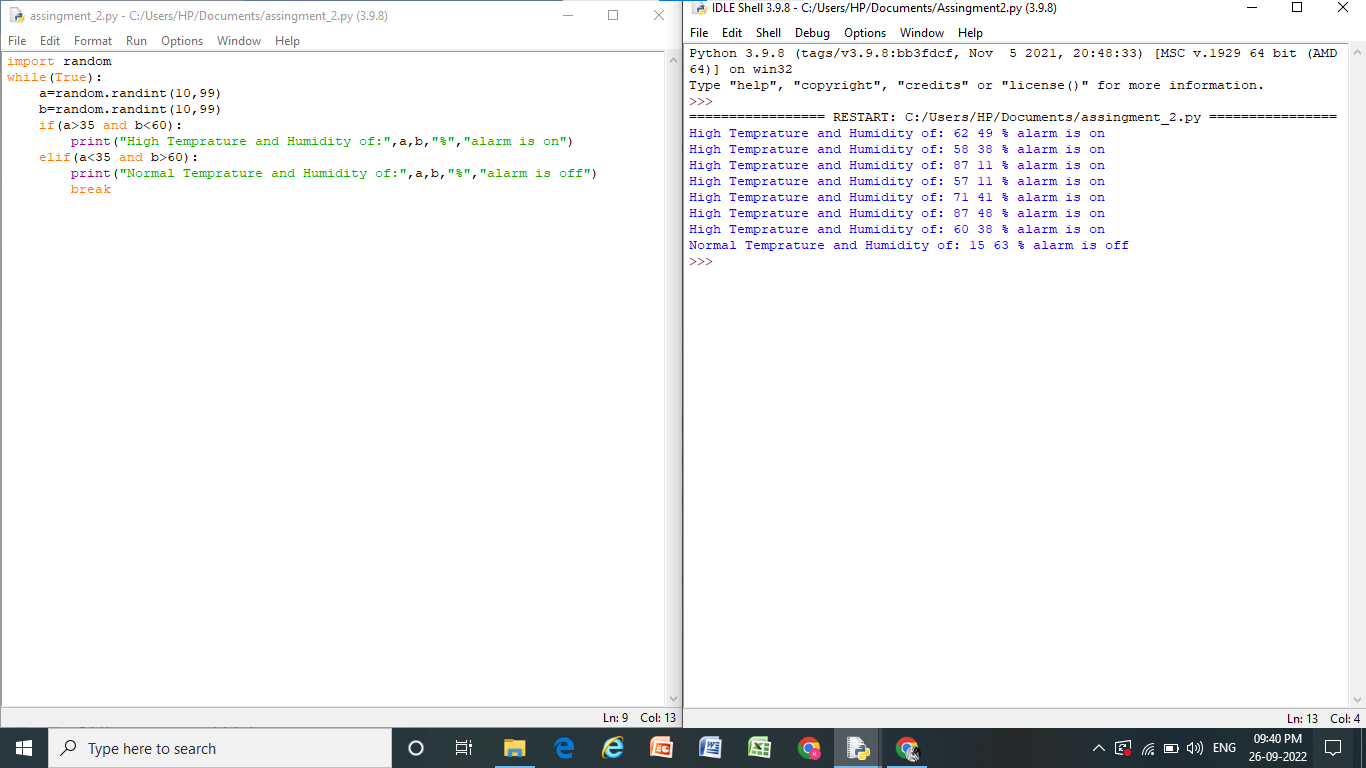 assingment_2.py - C:/Users/HP/Documents/assingment_2.py (3.9.8)
File Edit Format Run Options Window Help
import random
while(True):
    a=random.randint(10,99)
    b=random.randint(10,99)
    if(a>35 and b<60):
        print("High Temprature and Humidity of:",a,b,"%","alarm is on")
    elif(a<35 and b>60):
        print("Normal Temprature and Humidity of:",a,b,"%","alarm is off")
        break
Ln: 9 Col: 13
IDLE Shell 3.9.8 - C:/Users/HP/Documents/Assingment2.py (3.9.8)
File Edit Shell Debug Options Window Help
Python 3.9.8 (tags/v3.9.8:bb3fdcf, Nov  5 2021, 20:48:33) [MSC v.1929 64 bit (AMD
64)] on win32
Type "help", "copyright", "credits" or "license()" for more information.
>>>
================= RESTART: C:/Users/HP/Documents/assingment_2.py ================
High Temprature and Humidity of: 62 49 % alarm is on
High Temprature and Humidity of: 58 38 % alarm is on
High Temprature and Humidity of: 87 11 % alarm is on
High Temprature and Humidity of: 57 11 % alarm is on
High Temprature and Humidity of: 71 41 % alarm is on
High Temprature and Humidity of: 87 48 % alarm is on
High Temprature and Humidity of: 60 38 % alarm is on
Normal Temprature and Humidity of: 15 63 % alarm is off
>>>
Ln: 13 Col: 4
Type here to search
ENG
09:40 PM
26-09-2022